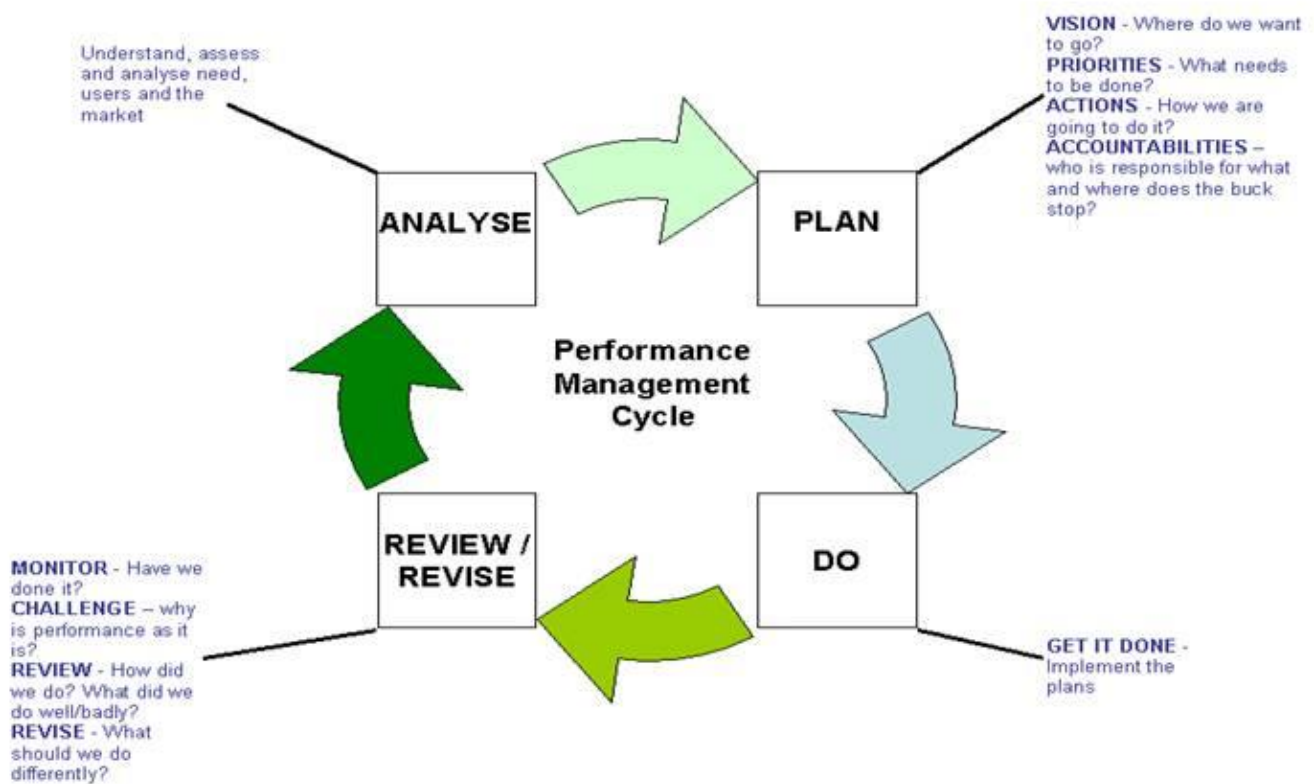 Understand, assess
and analyse need,
users and the
market
VISION - Where do we want
to go?
PRIORITIES - What needs
to be done?
ACTIONS - How we are
going to do it?
ACCOUNTABILITIES –
who is responsible for what
and where does the buck
stop?
ANALYSE
PLAN
Performance
Management
Cycle
REVIEW /
REVISE
DO
MONITOR - Have we
done it?
CHALLENGE – why
is performance as it
is?
REVIEW - How did
we do? What did we
do well/badly?
REVISE - What
should we do
differently?
GET IT DONE -
Implement the
plans